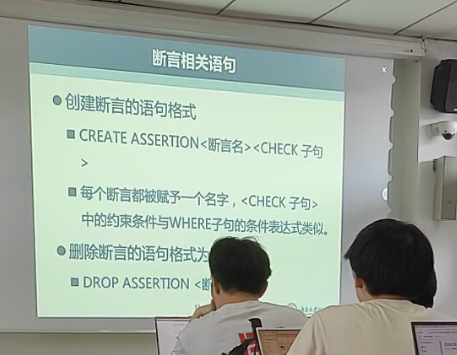 断言相关语句
创建断言的语句格式
CREATE ASSERTION<断言名><CHECK 子句
>
每个断言都被赋予一个名字，<CHECK 子句>
中的约束条件与WHERE子句的条件表达式类似。
删除断言的语句格式为
DROP ASSERTION <断